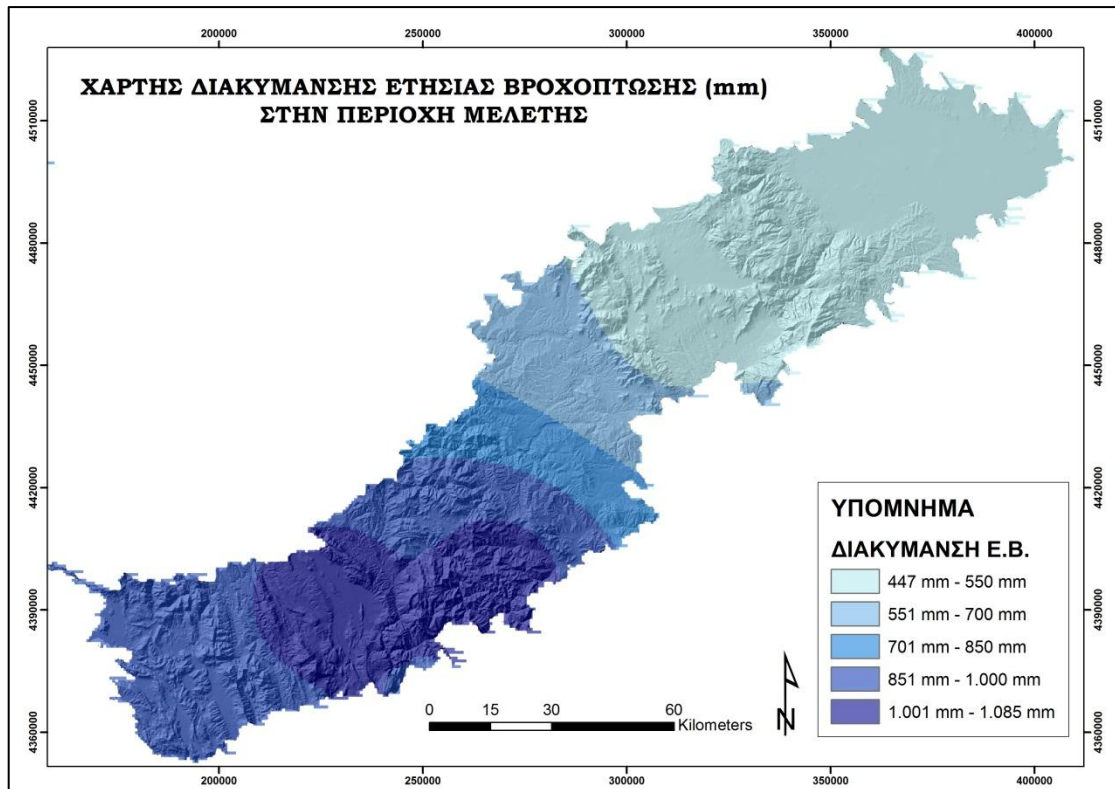 200000 250000 300000 350000 400000
ΧΑΡΤΗΣ ΔΙΑΚΥΜΑΝΣΗΣ ΕΤΗΣΙΑΣ ΒΡΟΧΟΠΤΩΣΗΣ (mm)
ΣΤΗΝ ΠΕΡΙΟΧΗ ΜΕΛΕΤΗΣ
4510000 4510000
4480000 4480000
4450000 4450000
4420000 4420000
4390000 4390000
4360000 4360000
ΥΠΟΜΝΗΜΑ
ΔΙΑΚΥΜΑΝΣΗ Ε.Β.
447 mm - 550 mm
551 mm - 700 mm
701 mm - 850 mm
851 mm - 1.000 mm
1.001 mm - 1.085 mm
0 15 30 60
Kilometers
N
200000 250000 300000 350000 400000